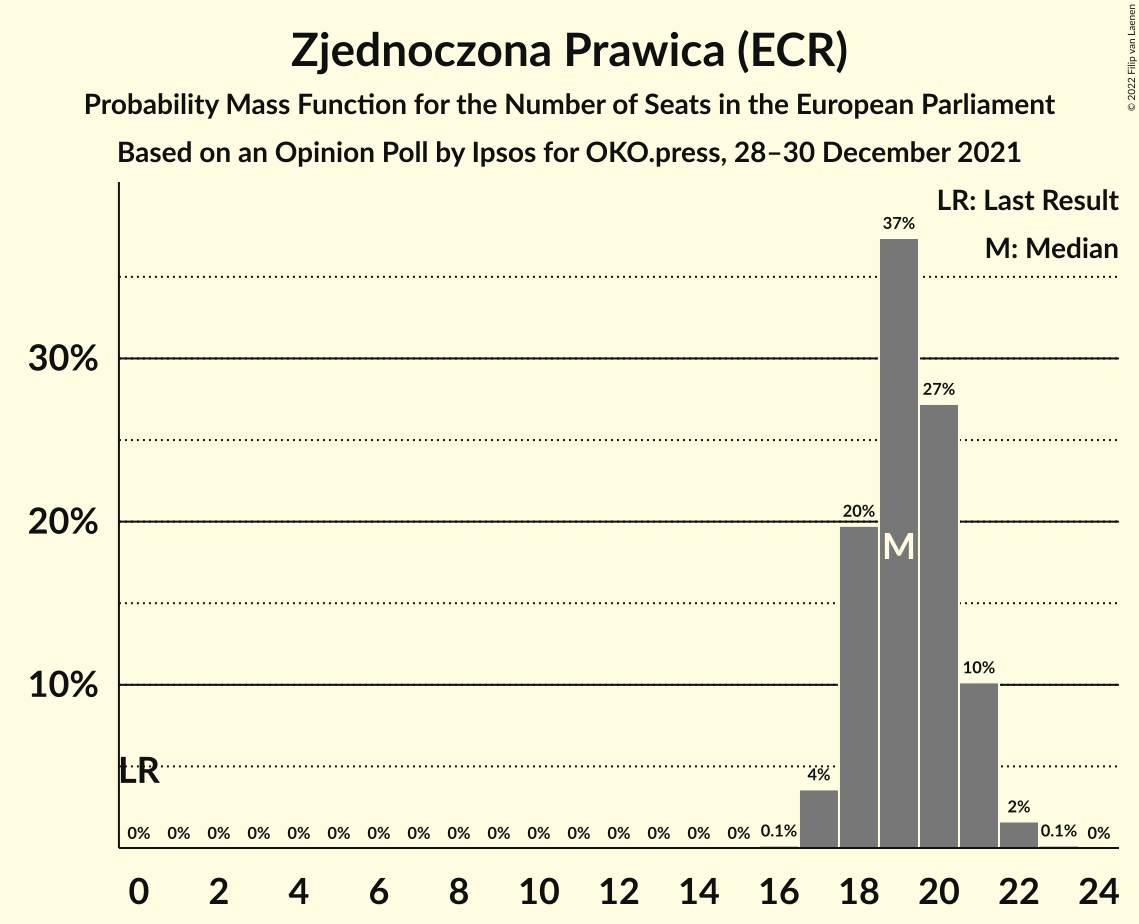 Zjednoczona Prawica (ECR)
Probability Mass Function for the Number of Seats in the European Parliament
Based on an Opinion Poll by Ipsos for OKO.press, 28–30 December 2021
© 2022 Filip van Laenen
LR: Last Result
M: Median
37%
30%
27%
20%
20%
M
10%
10%
LR
4%
2%
0% 0% 0% 0% 0% 0% 0% 0% 0% 0% 0% 0% 0% 0% 0% 0% 0.1% 0.1% 0%
0 2 4 6 8 10 12 14 16 18 20 22 24